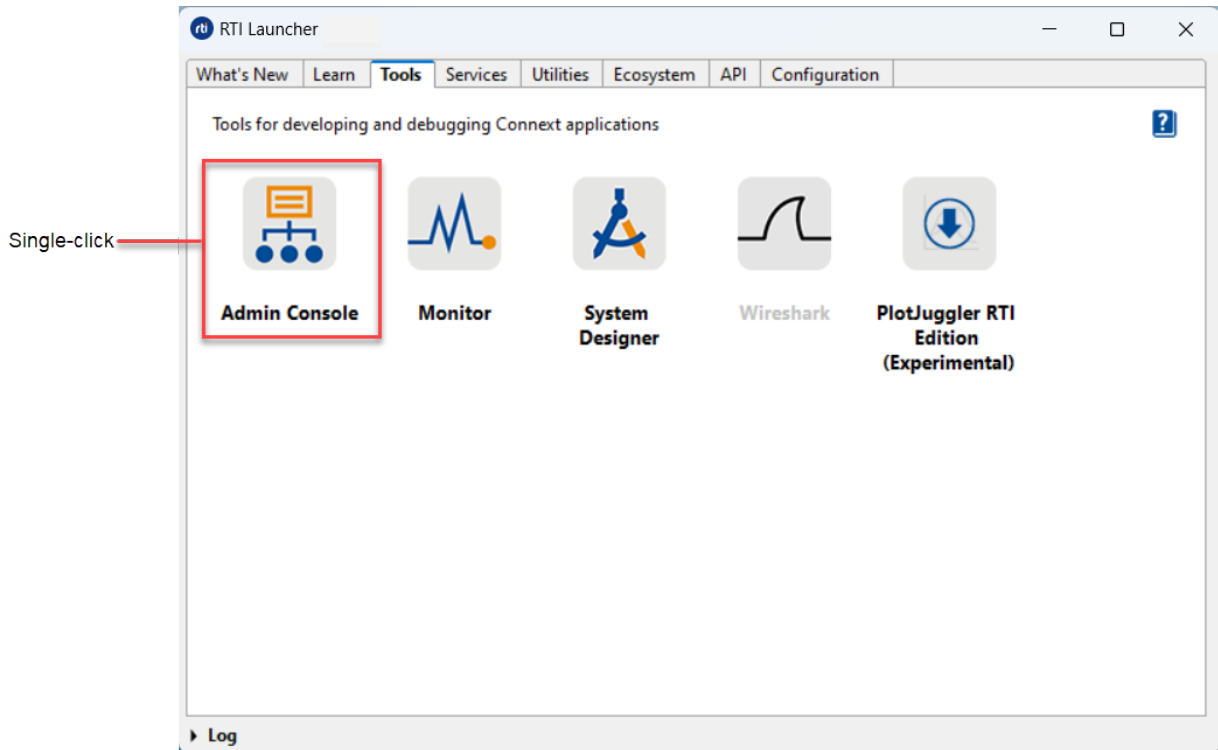 rti RTI Launcher
What's New Learn Tools Services Utilities Ecosystem API Configuration
Tools for developing and debugging Connext applications
?
Single-click
Admin Console
Monitor
System
Designer
Wireshark
PlotJuggler RTI
Edition
(Experimental)
Log